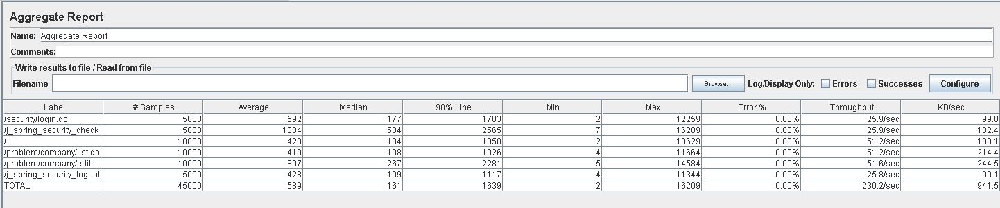 Aggregate Report
Name: Aggregate Report
Comments:
Write results to file / Read from file
Filename Browse... Log/Display Only: Errors Successes Configure
Label # Samples Average Median 90% Line Min Max Error % Throughput KB/sec
/security/login.do 5000 592 177 1703 2 12259 0.00% 25.9/sec 99.0
/j_spring_security_check 5000 1004 504 2565 7 16209 0.00% 25.9/sec 102.4
/ 10000 420 104 1058 2 13629 0.00% 51.2/sec 188.1
/problem/company/list.do 10000 410 108 1026 4 11664 0.00% 51.2/sec 214.4
/problem/company/edit.... 10000 807 267 2281 5 14584 0.00% 51.6/sec 244.5
/j_spring_security_logout 5000 428 109 1117 4 11344 0.00% 25.8/sec 99.1
TOTAL 45000 589 161 1639 2 16209 0.00% 230.2/sec 941.5